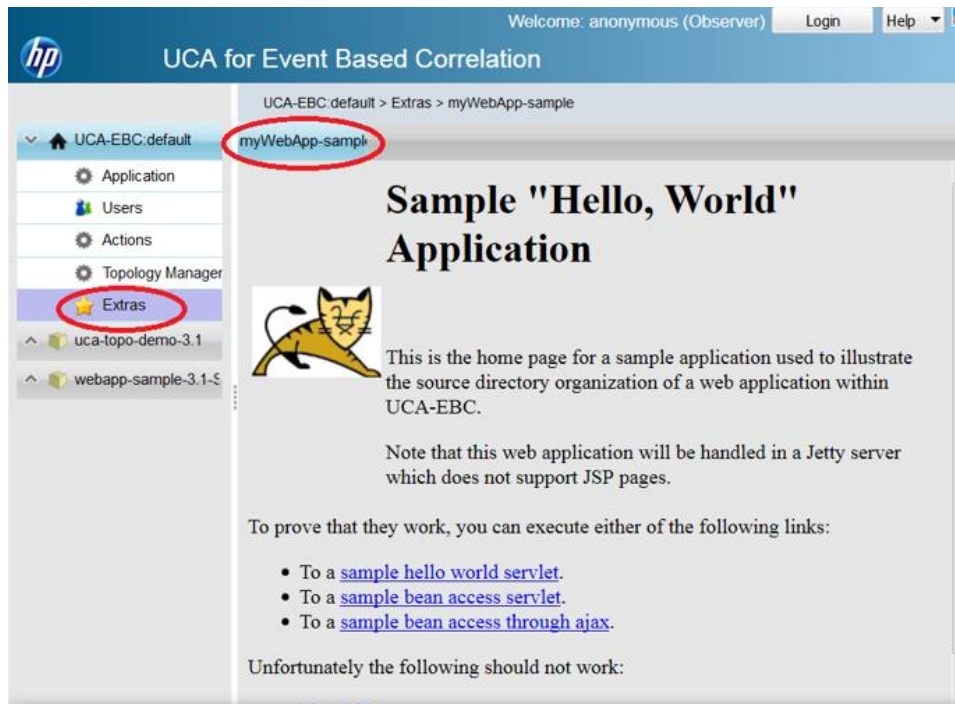 Welcome: anonymous (Observer) Login Help
hp UCA for Event Based Correlation
UCA-EBC:default > Extras > myWebApp-sample
UCA-EBC:default
myWebApp-sample
Application
Users
Actions
Topology Manager
Extras
uca-topo-demo-3.1
webapp-sample-3.1-S
Sample "Hello, World"
Application
This is the home page for a sample application used to illustrate
the source directory organization of a web application within
UCA-EBC.
Note that this web application will be handled in a Jetty server
which does not support JSP pages.
To prove that they work, you can execute either of the following links:
• To a sample hello world servlet.
• To a sample bean access servlet.
• To a sample bean access through ajax.
Unfortunately the following should not work: